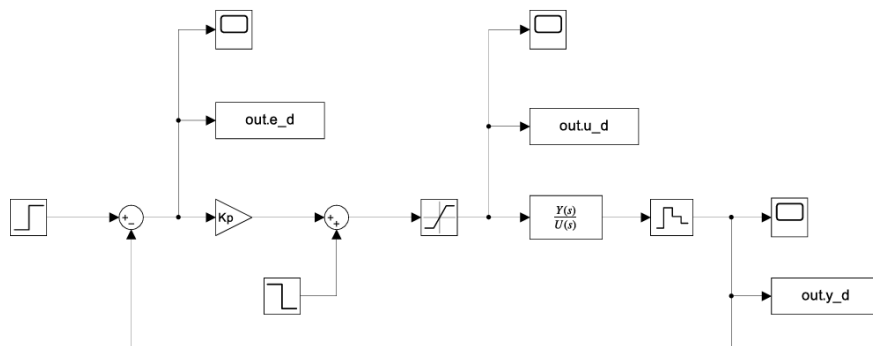 out.e_d
out.u_d
+
−
Kp
+
+
Y(s)
U(s)
out.y_d